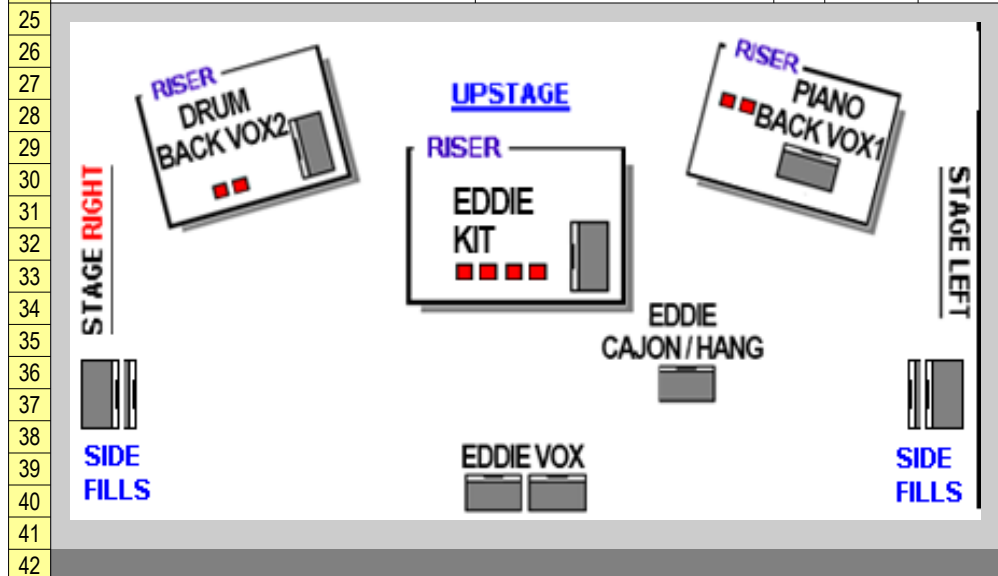 25
26
27
28
29
30
31
32
33
34
35
36
37
38
39
40
41
42
RISER
DRUM
BACK VOX2
UPSTAGE
RISER
PIANO
BACK VOX1
RISER
EDDIE
KIT
STAGE RIGHT
STAGE LEFT
EDDIE
CAJON / HANG
SIDE
FILLS
EDDIE VOX
SIDE
FILLS